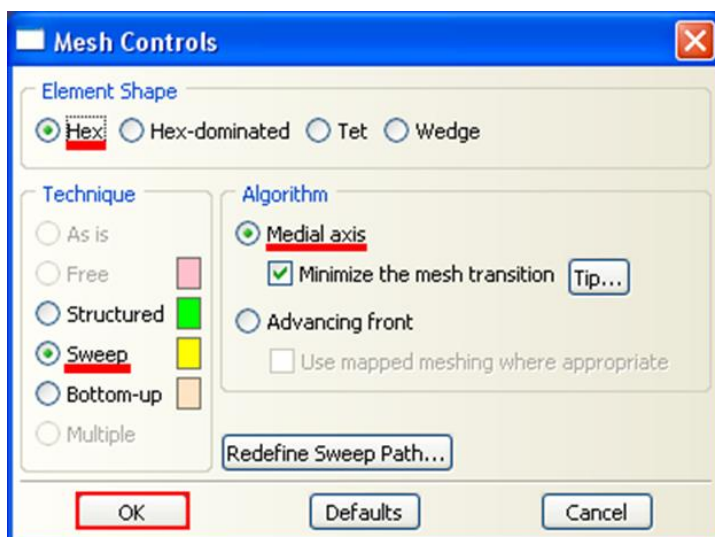 Mesh Controls
Element Shape
Hex Hex-dominated Tet Wedge
Technique
As is
Free
Structured
Sweep
Bottom-up
Multiple
Algorithm
Medial axis
Minimize the mesh transition Tip...
Advancing front
Use mapped meshing where appropriate
Redefine Sweep Path...
OK Defaults Cancel